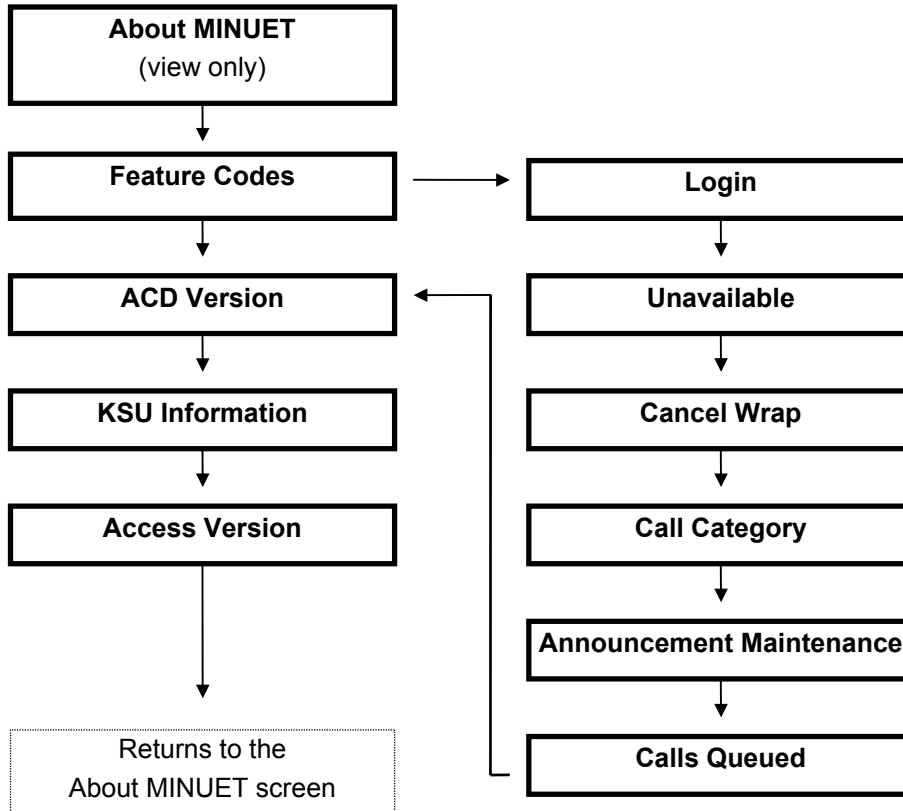 About MINUET
(view only)
Feature Codes
Login
ACD Version
Unavailable
KSU Information
Cancel Wrap
Access Version
Call Category
Announcement Maintenance
Returns to the
About MINUET screen
Calls Queued